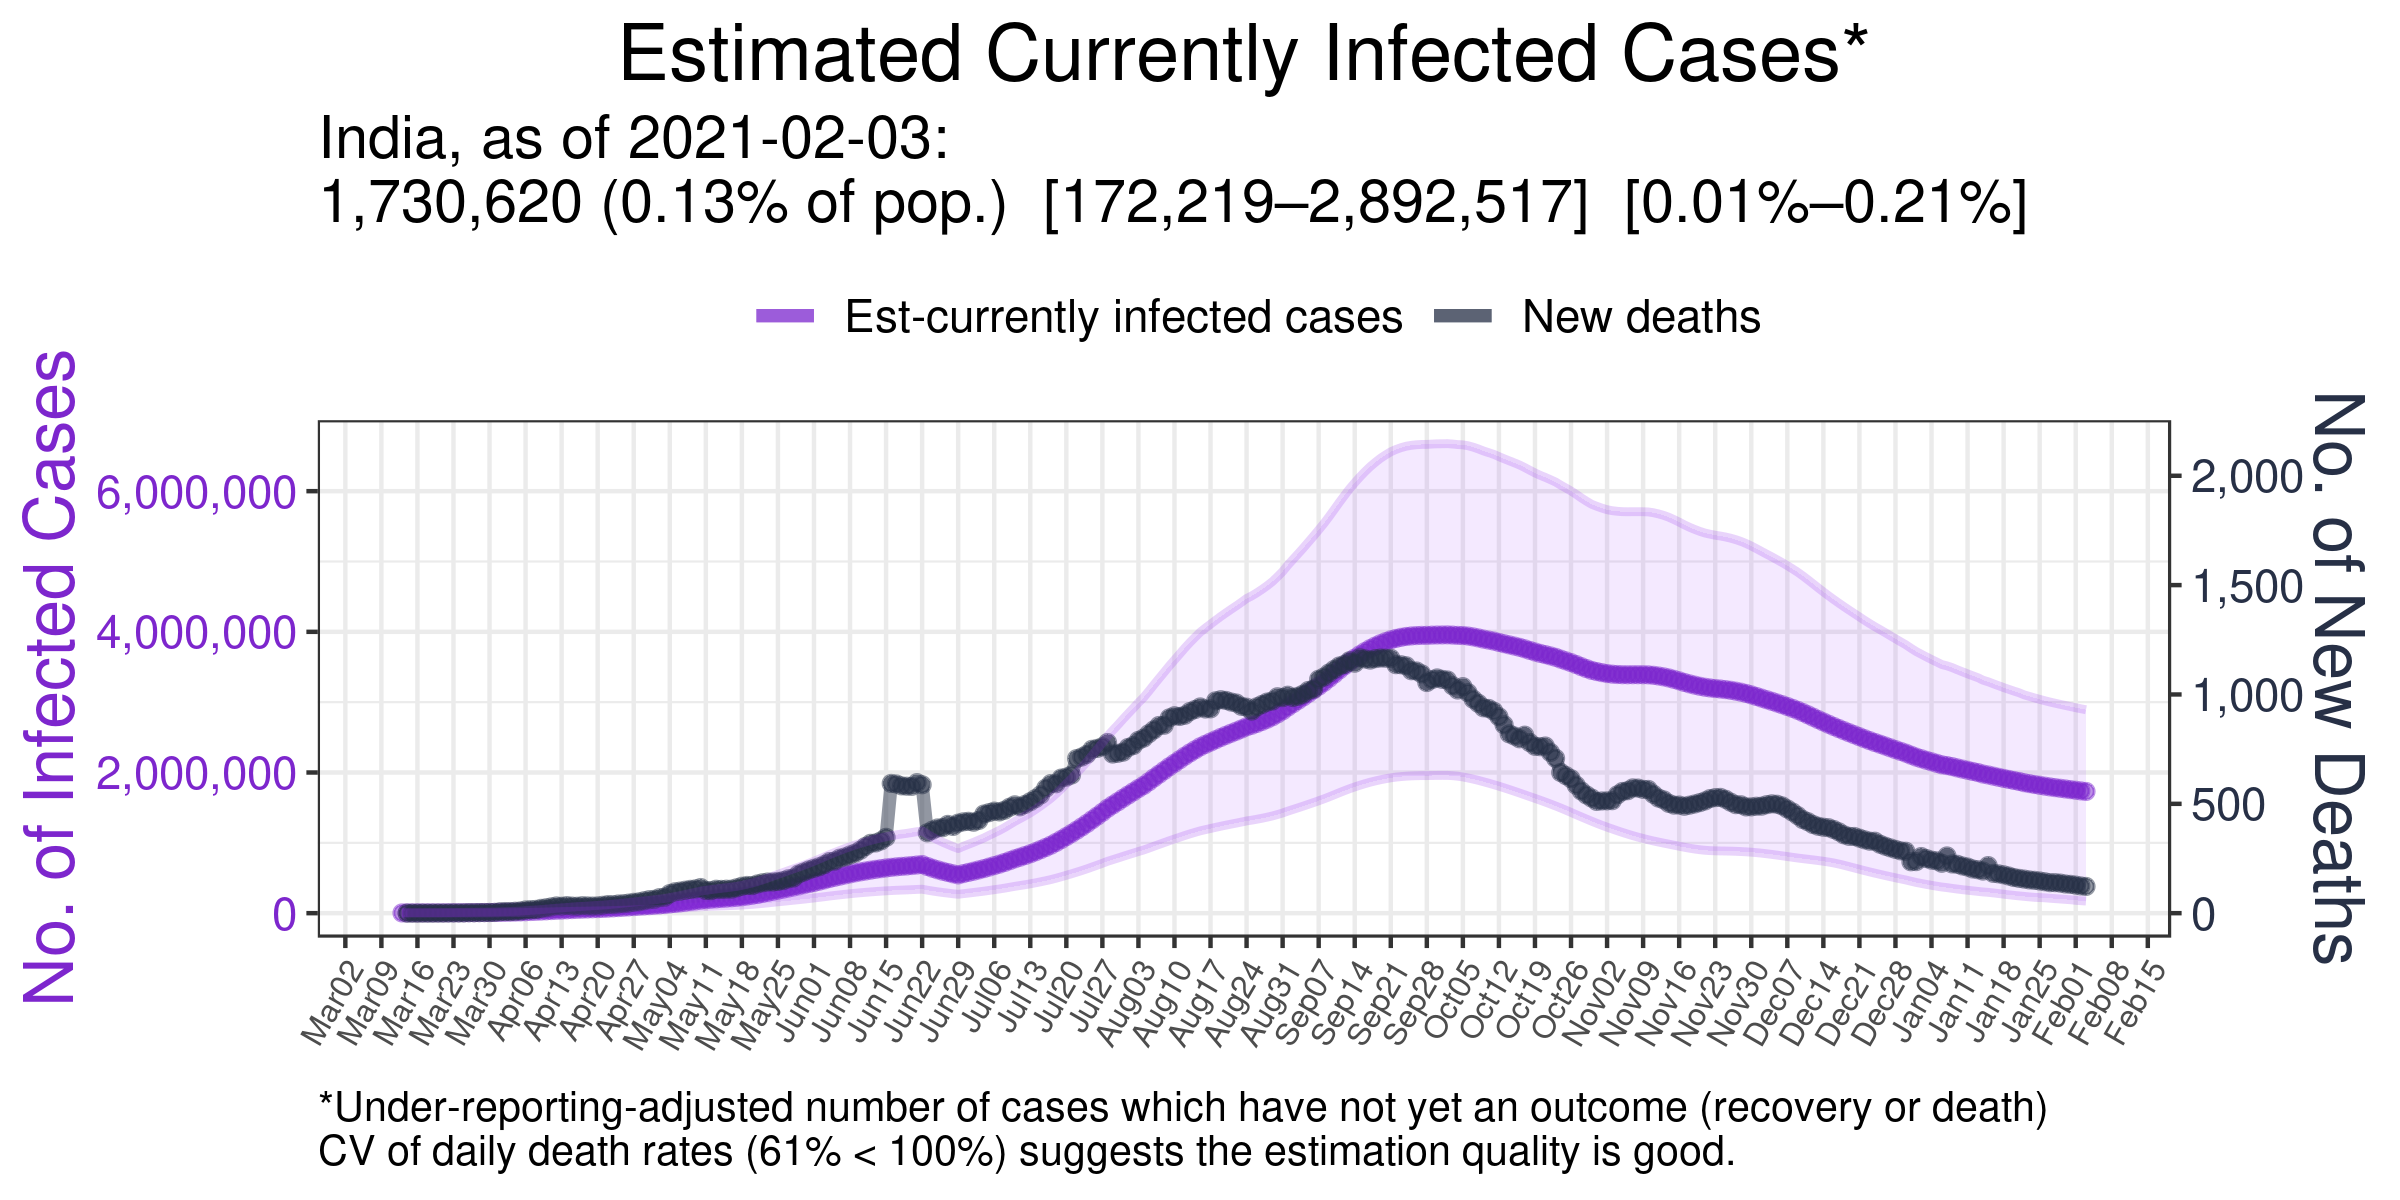 Estimated Currently Infected Cases*
India, as of 2021-02-03:
1,730,620 (0.13% of pop.)  [172,219–2,892,517]  [0.01%–0.21%]
Est-currently infected cases
New deaths
No. of Infected Cases
6,000,000
4,000,000
2,000,000
0
2,000
1,500
1,000
500
0
No. of New Deaths
Mar02
Mar09
Mar16
Mar23
Mar30
Apr06
Apr13
Apr20
Apr27
May04
May11
May18
May25
Jun01
Jun08
Jun15
Jun22
Jun29
Jul06
Jul13
Jul20
Jul27
Aug03
Aug10
Aug17
Aug24
Aug31
Sep07
Sep14
Sep21
Sep28
Oct05
Oct12
Oct19
Oct26
Nov02
Nov09
Nov16
Nov23
Nov30
Dec07
Dec14
Dec21
Dec28
Jan04
Jan11
Jan18
Jan25
Feb01
Feb08
Feb15
*Under-reporting-adjusted number of cases which have not yet an outcome (recovery or death)
CV of daily death rates (61% < 100%) suggests the estimation quality is good.